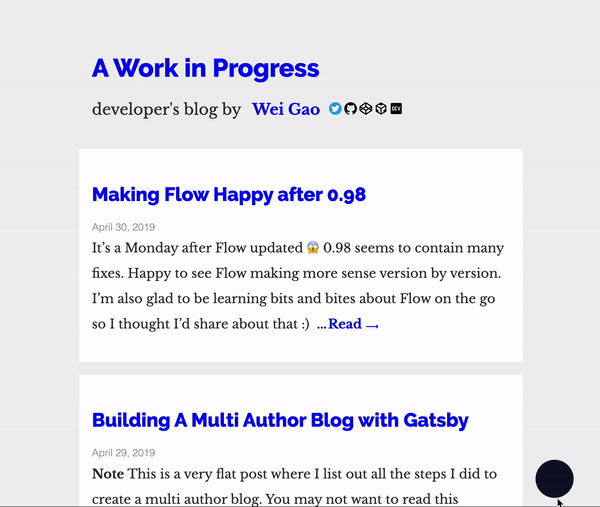 A Work in Progress
developer's blog by Wei Gao DEV
Making Flow Happy after 0.98
April 30, 2019
It’s a Monday after Flow updated 😱 0.98 seems to contain many
fixes. Happy to see Flow making more sense version by version.
I’m also glad to be learning bits and bites about Flow on the go
so I thought I’d share about that :) ...Read →
Building A Multi Author Blog with Gatsby
April 29, 2019
Note This is a very flat post where I list out all the steps I did to
create a multi author blog. You may not want to read this